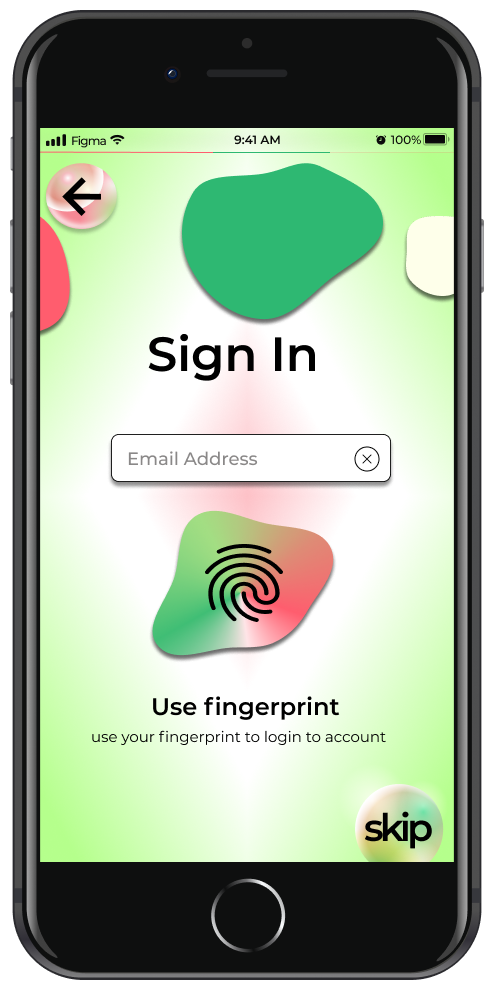 Figma 9:41 AM 100%
Sign In
Email Address
Use fingerprint
use your fingerprint to login to account
skip